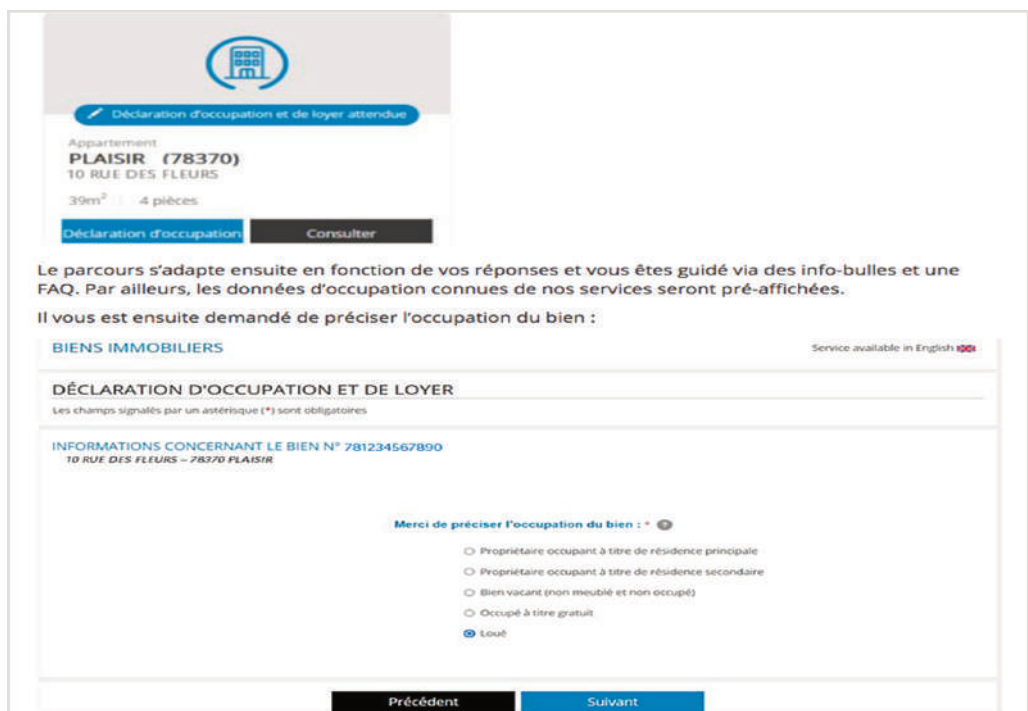 Déclaration d'occupation et de loyer attendue
Appartement
PLAISIR (78370)
10 RUE DES FLEURS
39m² 4 pièces
Déclaration d'occupation Consulter
Le parcours s'adapte ensuite en fonction de vos réponses et vous êtes guidé via des info-bulles et une
FAQ. Par ailleurs, les données d'occupation connues de nos services seront pré-affichées.
Il vous est ensuite demandé de préciser l'occupation du bien :
BIENS IMMOBILIERS Service available in English
DÉCLARATION D'OCCUPATION ET DE LOYER
Les champs signalés par un astérisque (*) sont obligatoires
INFORMATIONS CONCERNANT LE BIEN N° 781234567890
10 RUE DES FLEURS – 78370 PLAISIR
Merci de préciser l'occupation du bien : * ?
Propriétaire occupant à titre de résidence principale
Propriétaire occupant à titre de résidence secondaire
Bien vacant (non meublé et non occupé)
Occupé à titre gratuit
Loué
Précédent Suivant